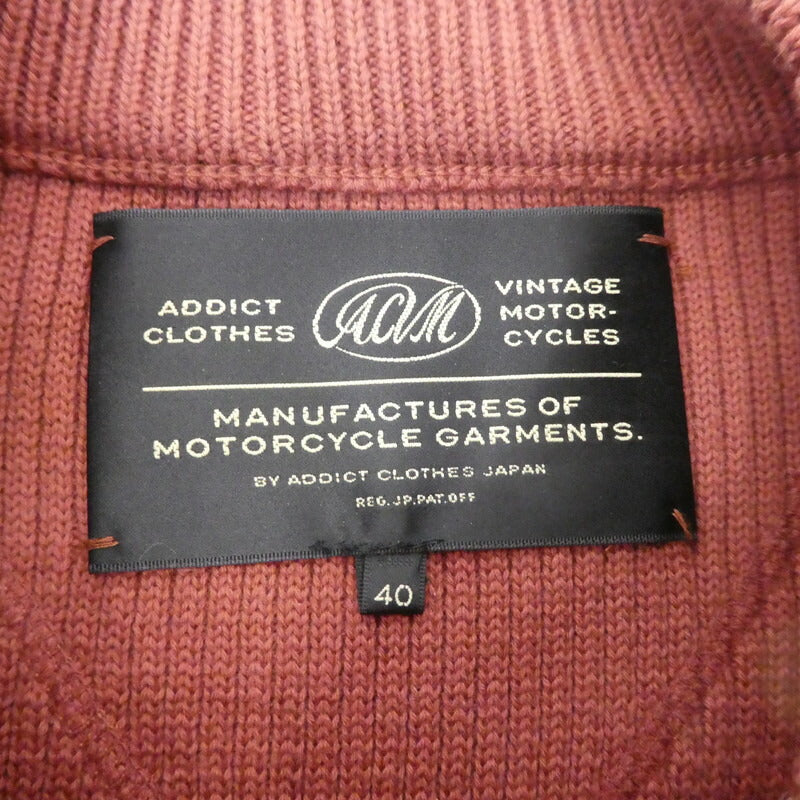 ADDICT
CLOTHES
ACVM
VINTAGE
MOTOR-
CYCLES
MANUFACTURES OF
MOTORCYCLE GARMENTS.
BY ADDICT CLOTHES JAPAN
REG. JP. PAT. OFF
40